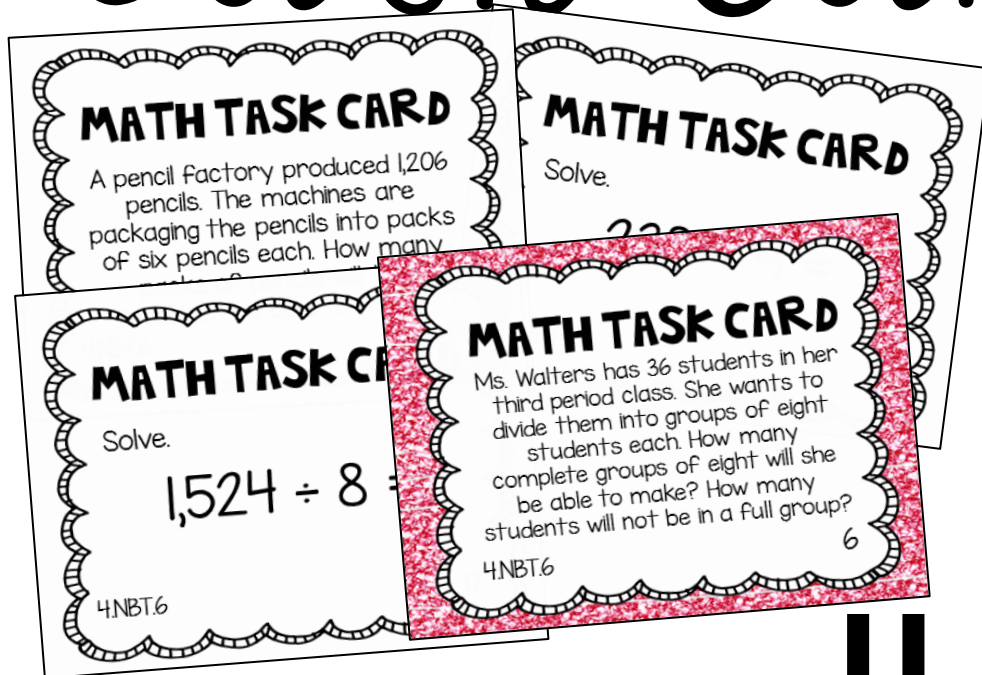 MATH TASK CARD
A pencil factory produced 1,206
pencils. The machines are
packaging the pencils into packs
of six pencils each. How many
MATH TASK CARD
Solve.
MATH TASK
Solve.
1,524 ÷ 8
4.NBT.6
MATH TASK CARD
Ms. Walters has 36 students in her
third period class. She wants to
divide them into groups of eight
students each. How many
complete groups of eight will she
be able to make? How many
students will not be in a full group?
6
4.NBT.6